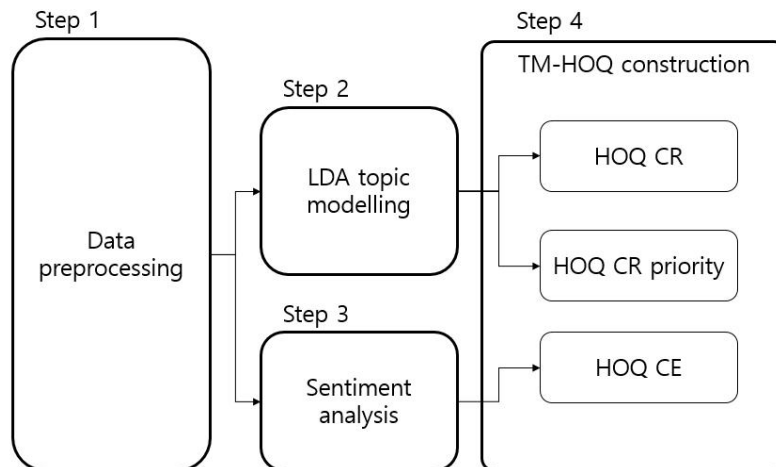 Step 1
Data
preprocessing
Step 2
LDA topic
modelling
Step 3
Sentiment
analysis
Step 4
TM-HOQ construction
HOQ CR
HOQ CR priority
HOQ CE